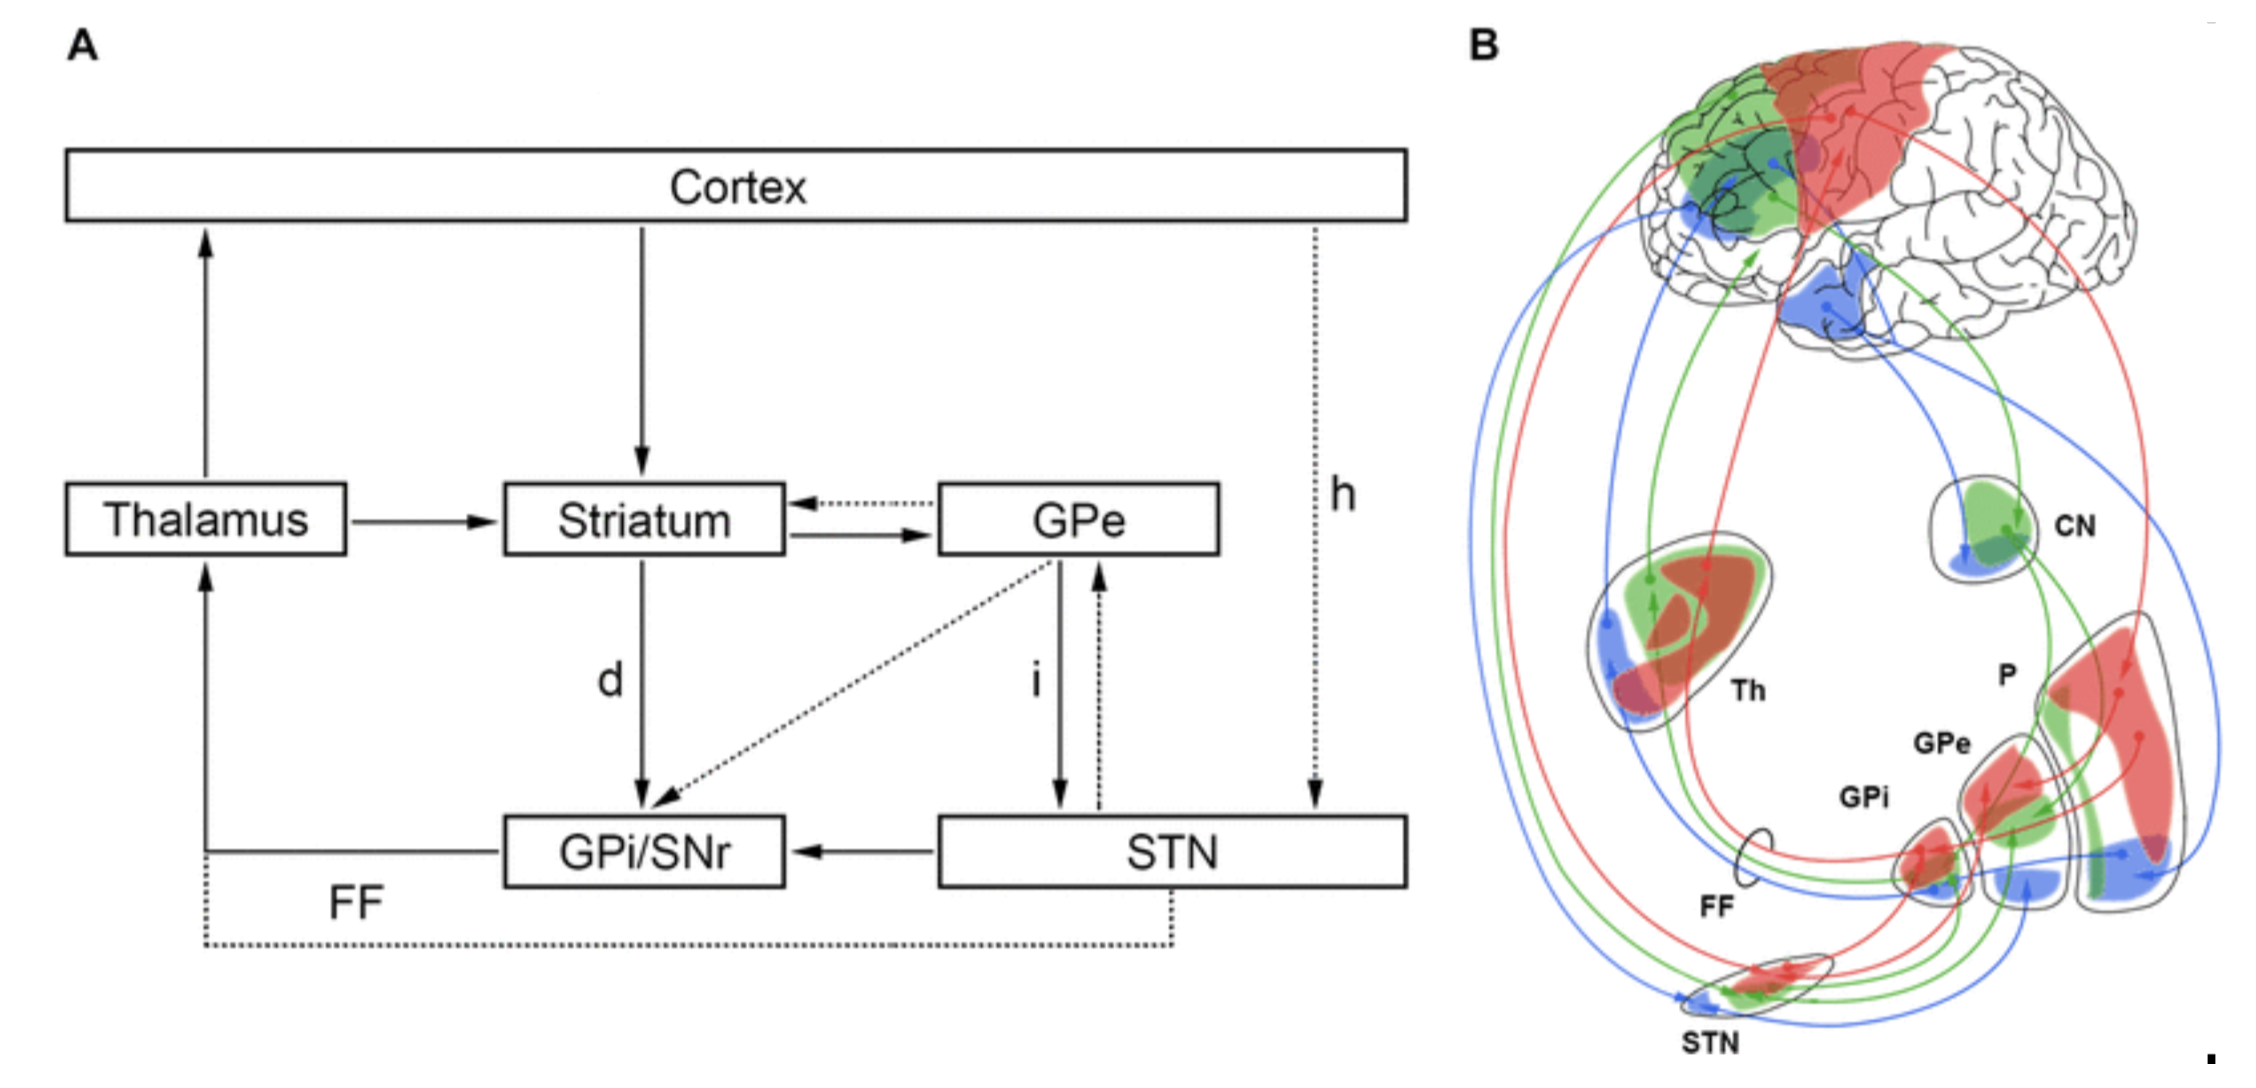 A
Cortex
h
Thalamus
Striatum
GPe
d
i
GPi/SNr
STN
FF
B
CN
Th
P
GPe
GPi
FF
STN